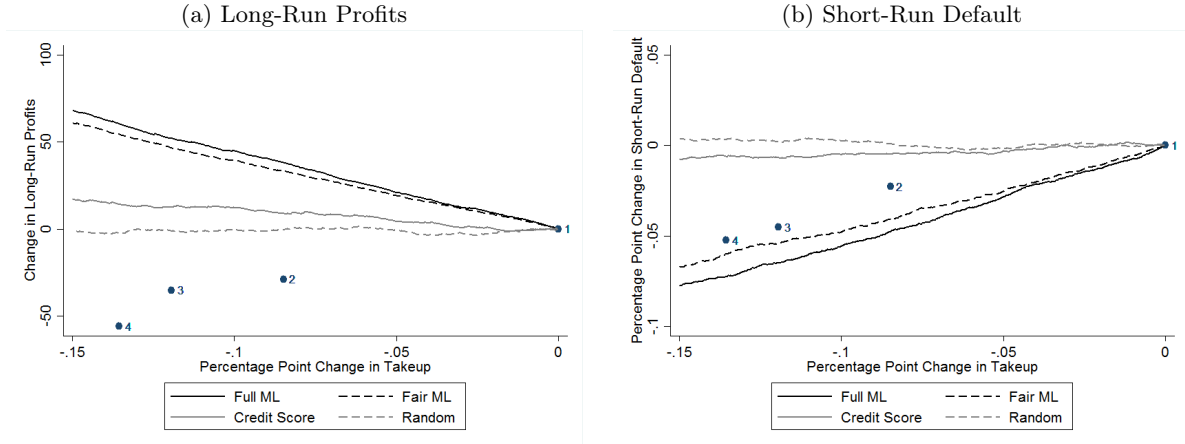 (a) Long-Run Profits
Change in Long-Run Profits
100
50
0
-50
1
2
3
4
-.15
-.1
-.05
0
Percentage Point Change in Takeup
Full ML
Fair ML
Credit Score
Random
(b) Short-Run Default
Percentage Point Change in Short-Run Default
.05
0
-.05
-.1
1
2
3
4
-.15
-.1
-.05
0
Percentage Point Change in Takeup
Full ML
Fair ML
Credit Score
Random